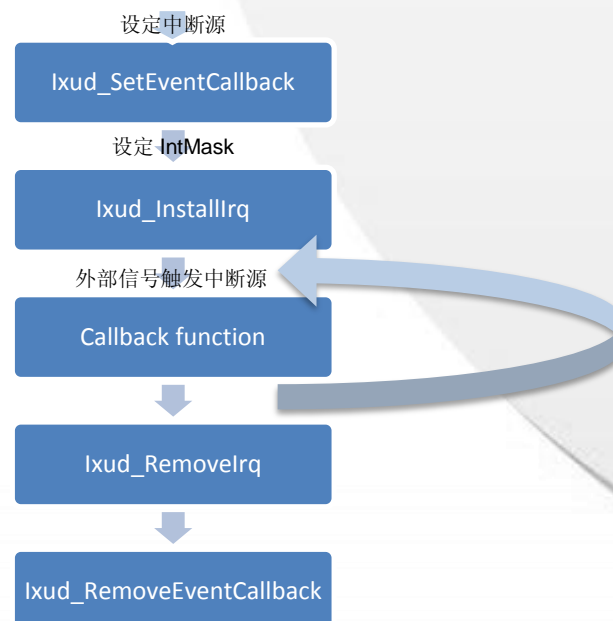 设定中断源
Ixud_SetEventCallback
设定 IntMask
Ixud_InstallIrq
外部信号触发中断源
Callback function
Ixud_RemoveIrq
Ixud_RemoveEventCallback